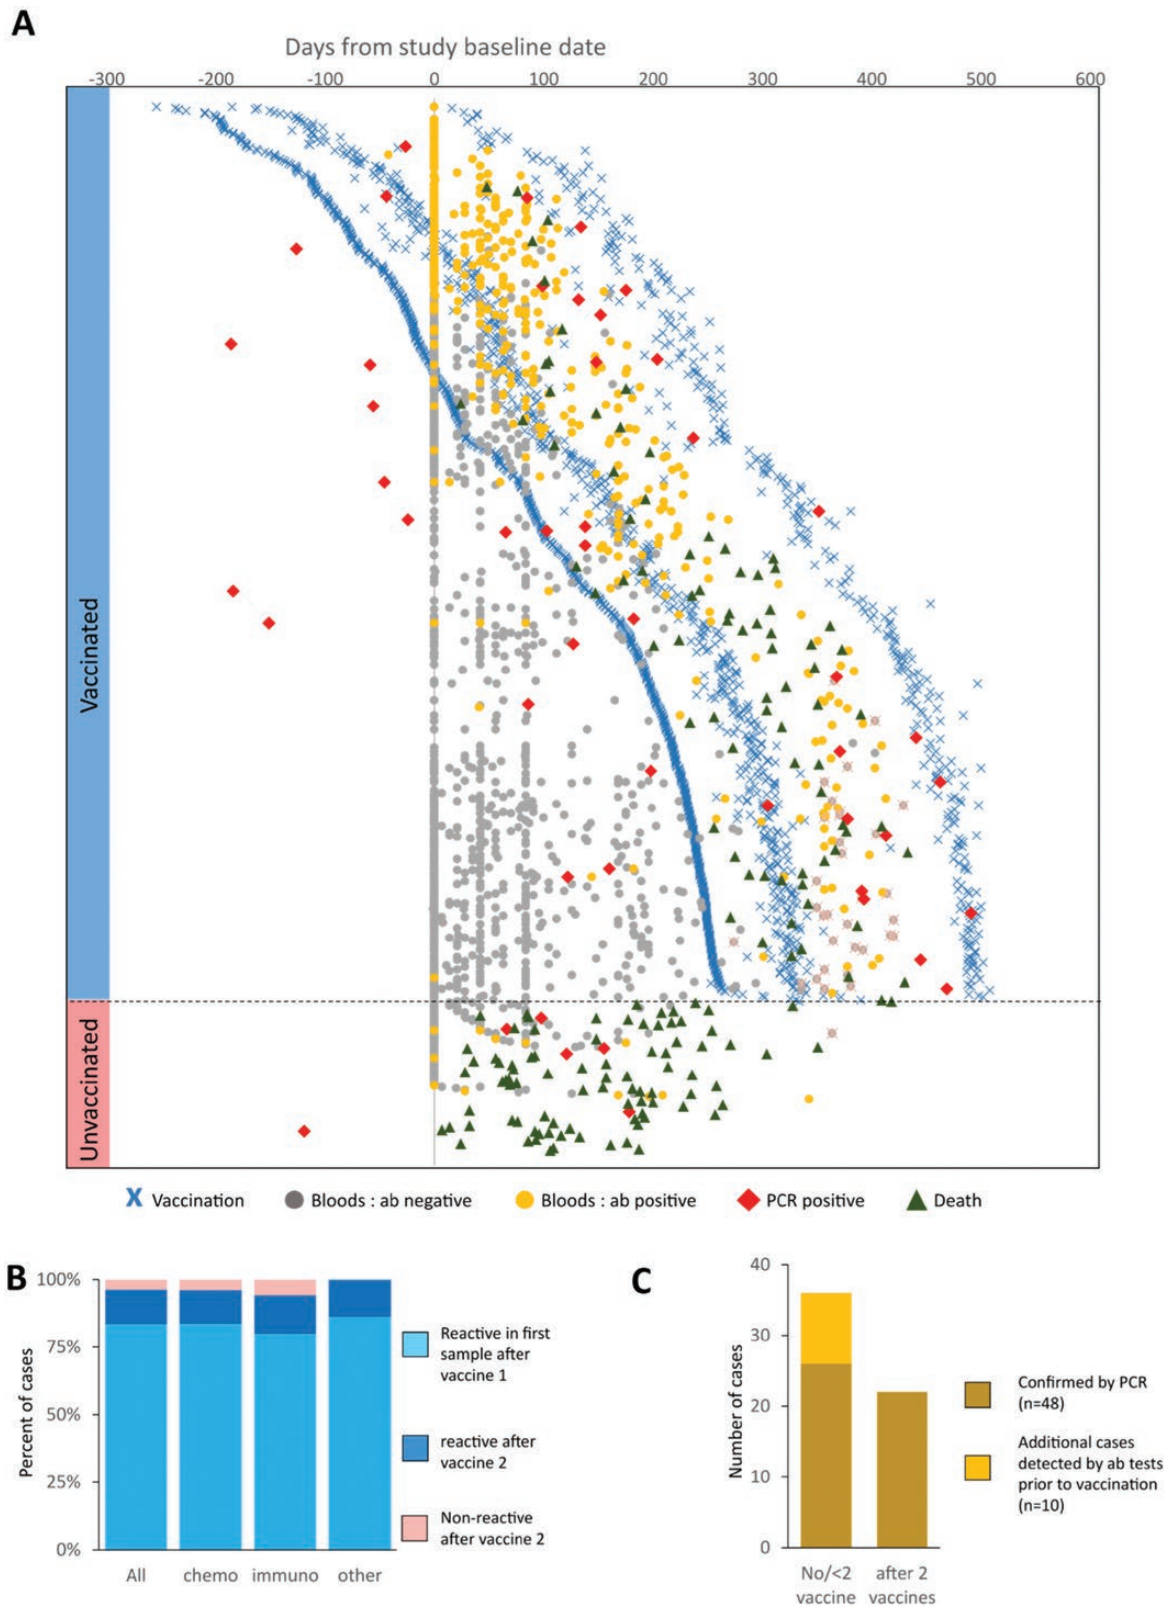 A
Days from study baseline date
-300 -200 -100 0 100 200 300 400 500 600
Vaccinated
Unvaccinated
X Vaccination Bloods : ab negative Bloods : ab positive PCR positive Death
B
100%
75%
50%
25%
0%
Percent of cases
All chemo immuno other
Reactive in first
sample after
vaccine 1
reactive after
vaccine 2
Non-reactive
after vaccine 2
C
40
30
20
10
0
Number of cases
No/<2 after 2
vaccine vaccines
Confirmed by PCR
(n=48)
Additional cases
detected by ab tests
prior to vaccination
(n=10)